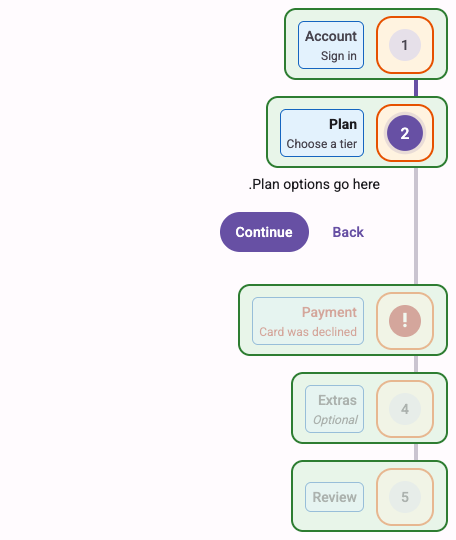 Account
Sign in
1
Plan
Choose a tier
2
.Plan options go here
Continue
Back
Payment
Card was declined
!
Extras
Optional
4
Review
5